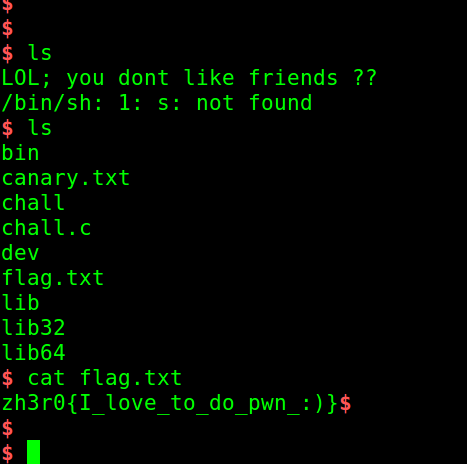 $
$
$ ls
LOL; you dont like friends ??
/bin/sh: 1: s: not found
$ ls
bin
canary.txt
chall
chall.c
dev
flag.txt
lib
lib32
lib64
$ cat flag.txt
zh3r0{I_love_to_do_pwn_:)}$
$
$